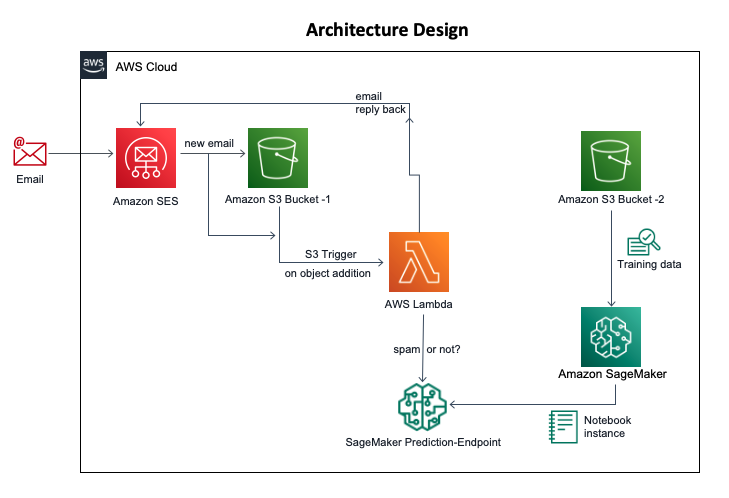 Architecture Design
aws
AWS Cloud
email
reply back
@
new email
Email
Amazon SES
Amazon S3 Bucket -1
Amazon S3 Bucket -2
S3 Trigger
on object addition
Training data
AWS Lambda
spam or not?
Amazon SageMaker
Notebook
instance
SageMaker Prediction-Endpoint